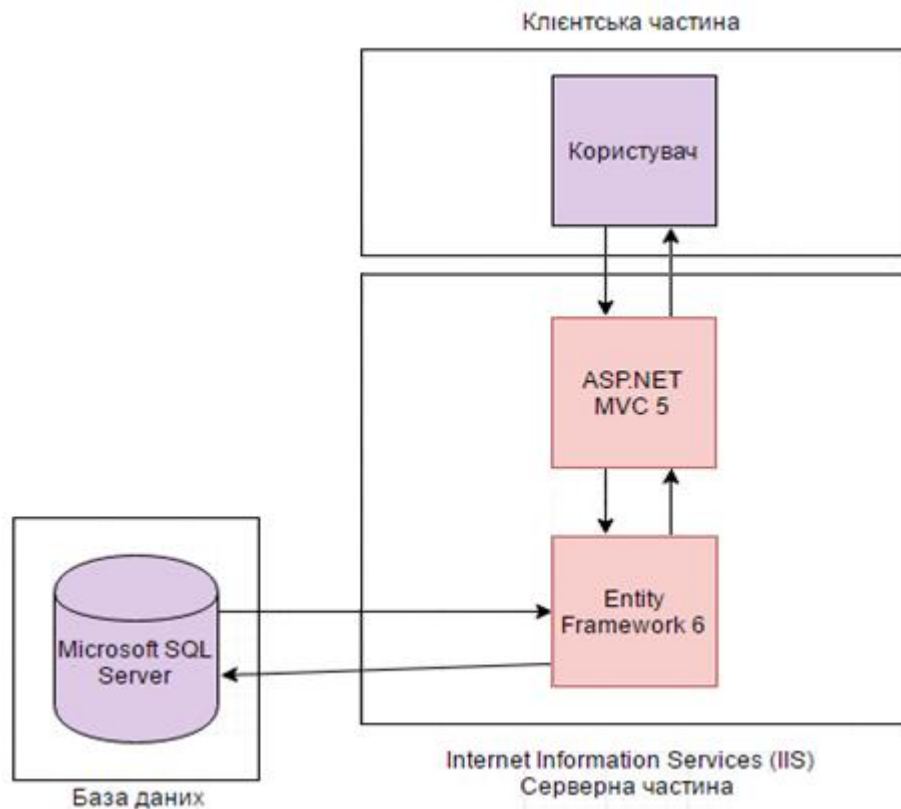 Клієнтська частина
Користувач
ASP.NET
MVC 5
Entity
Framework 6
Microsoft SQL
Server
Internet Information Services (IIS)
Серверна частина
База даних